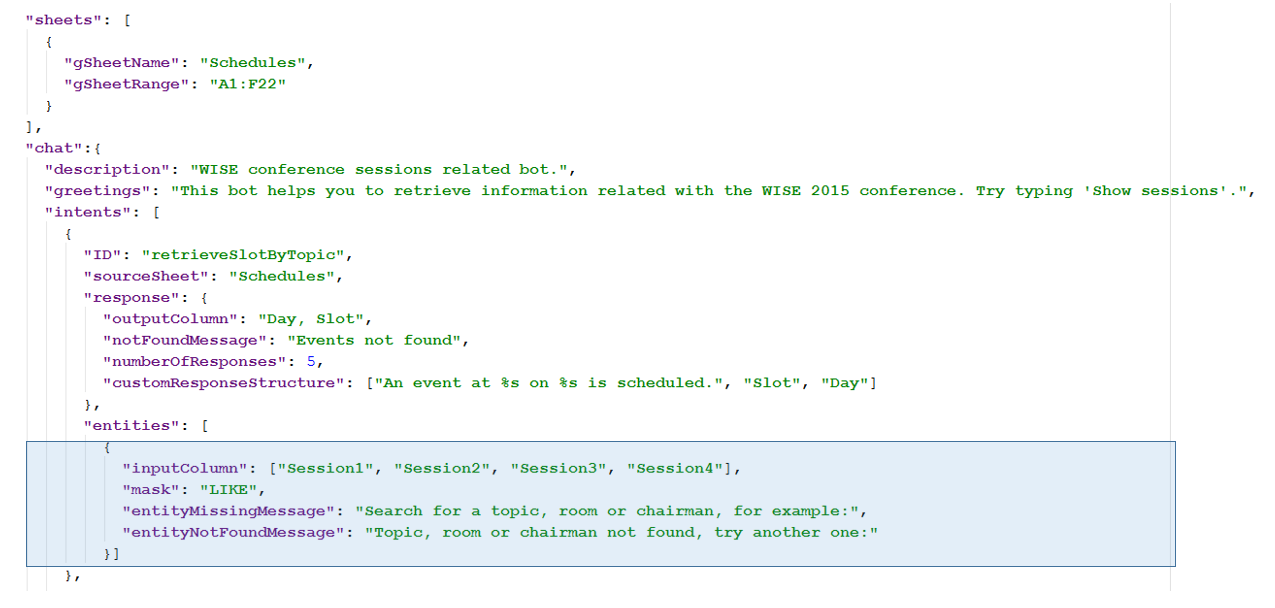 "sheets": [
{
"gSheetName": "Schedules",
"gSheetRange": "A1:F22"
}
],
"chat":{
"description": "WISE conference sessions related bot.",
"greetings": "This bot helps you to retrieve information related with the WISE 2015 conference. Try typing 'Show sessions'.",
"intents": [
{
"ID": "retrieveSlotByTopic",
"sourceSheet": "Schedules",
"response": {
"outputColumn": "Day, Slot",
"notFoundMessage": "Events not found",
"numberOfResponses": 5,
"customResponseStructure": ["An event at %s on %s is scheduled.", "Slot", "Day"]
},
"entities": [
{
"inputColumn": ["Session1", "Session2", "Session3", "Session4"],
"mask": "LIKE",
"entityMissingMessage": "Search for a topic, room or chairman, for example:",
"entityNotFoundMessage": "Topic, room or chairman not found, try another one:"
}]
},